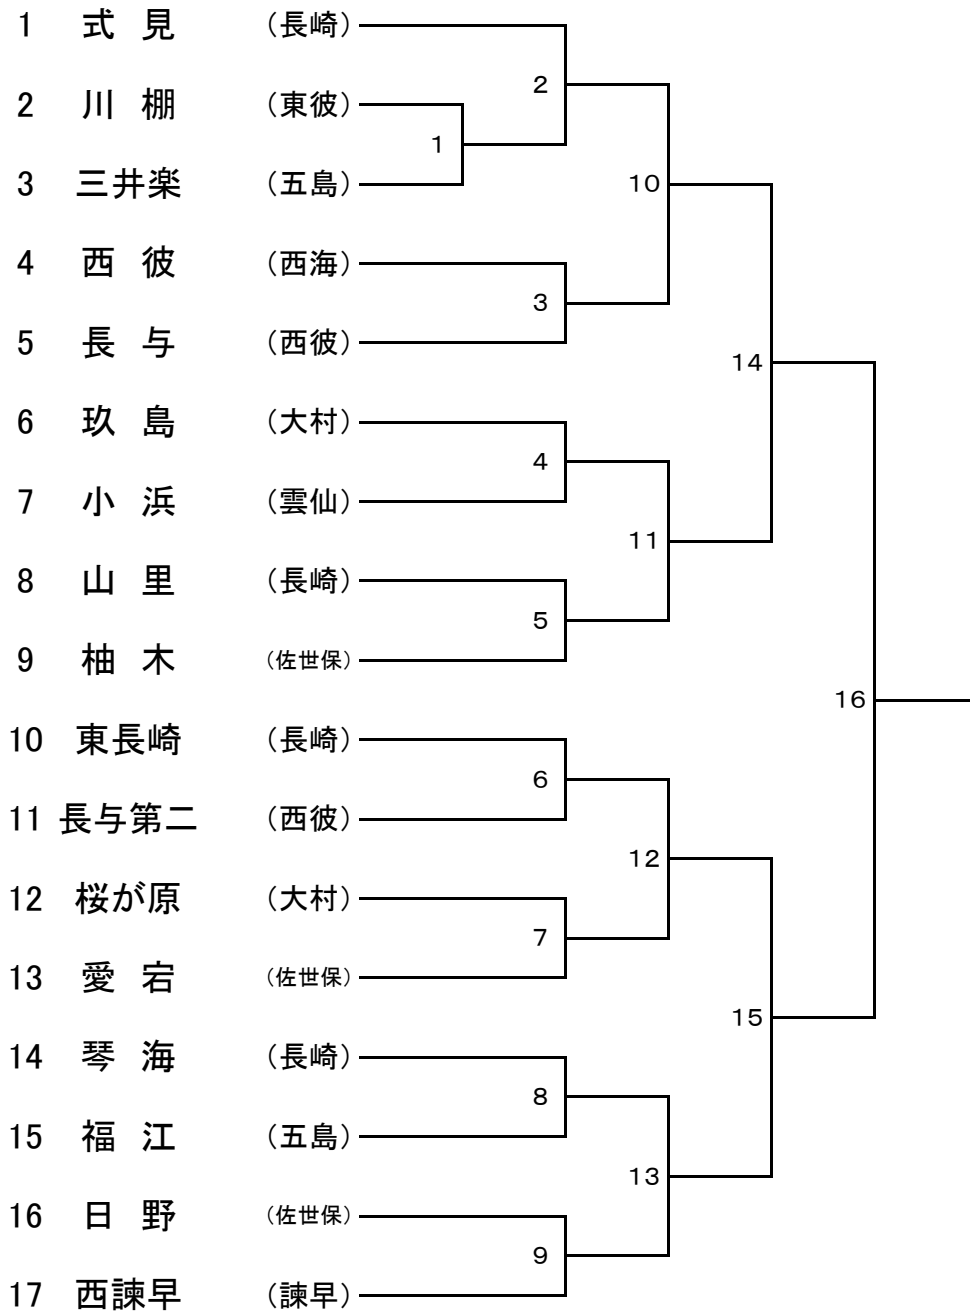 1 式 見 （長崎）
2
2 川 棚 （東彼）
1
3 三井楽 （五島）
10
4 西 彼 （西海）
3
5 長 与 （西彼）
14
6 玖 島 （大村）
4
7 小 浜 （雲仙）
11
8 山 里 （長崎）
5
9 柚 木 （佐世保）
16
10 東長崎 （長崎）
6
11 長与第二 （西彼）
12
12 桜が原 （大村）
7
13 愛 宕 （佐世保）
15
14 琴 海 （長崎）
8
15 福 江 （五島）
13
16 日 野 （佐世保）
9
17 西諫早 （諫早）